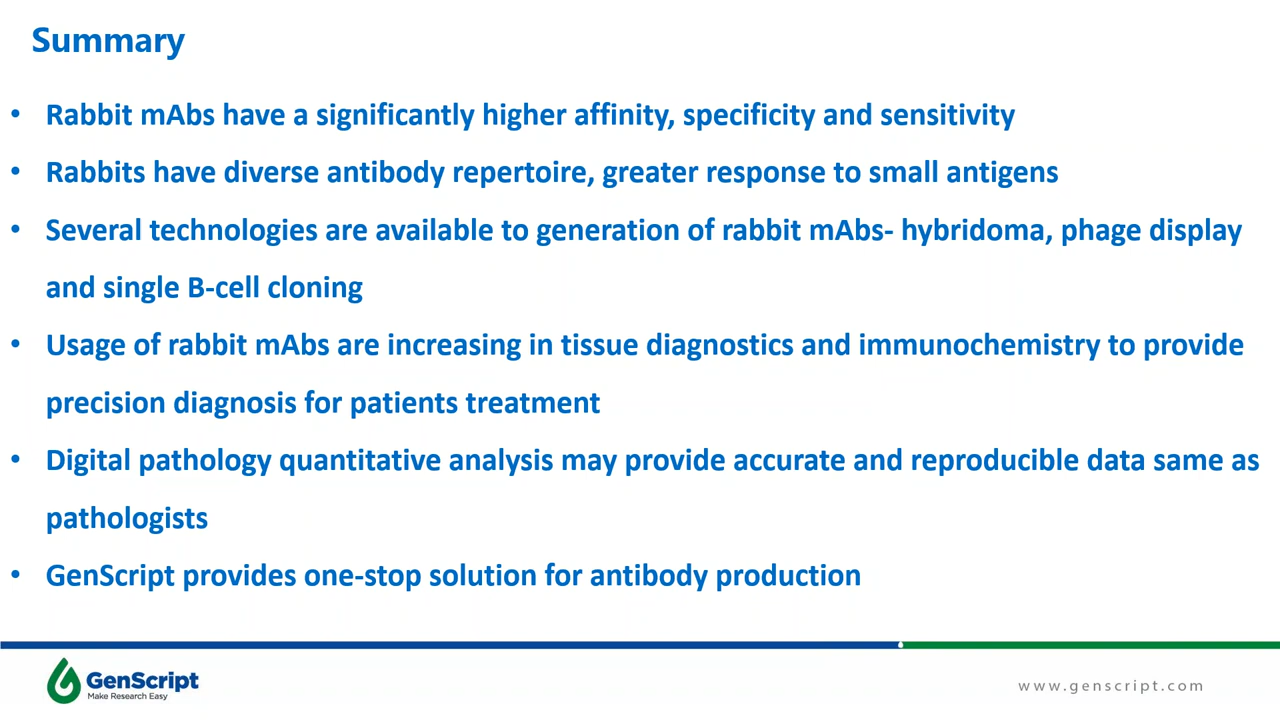 Summary
• Rabbit mAbs have a significantly higher affinity, specificity and sensitivity
• Rabbits have diverse antibody repertoire, greater response to small antigens
• Several technologies are available to generation of rabbit mAbs- hybridoma, phage display
and single B-cell cloning
• Usage of rabbit mAbs are increasing in tissue diagnostics and immunochemistry to provide
precision diagnosis for patients treatment
• Digital pathology quantitative analysis may provide accurate and reproducible data same as
pathologists
• GenScript provides one-stop solution for antibody production
GenScript
Make Research Easy
www.genscript.com